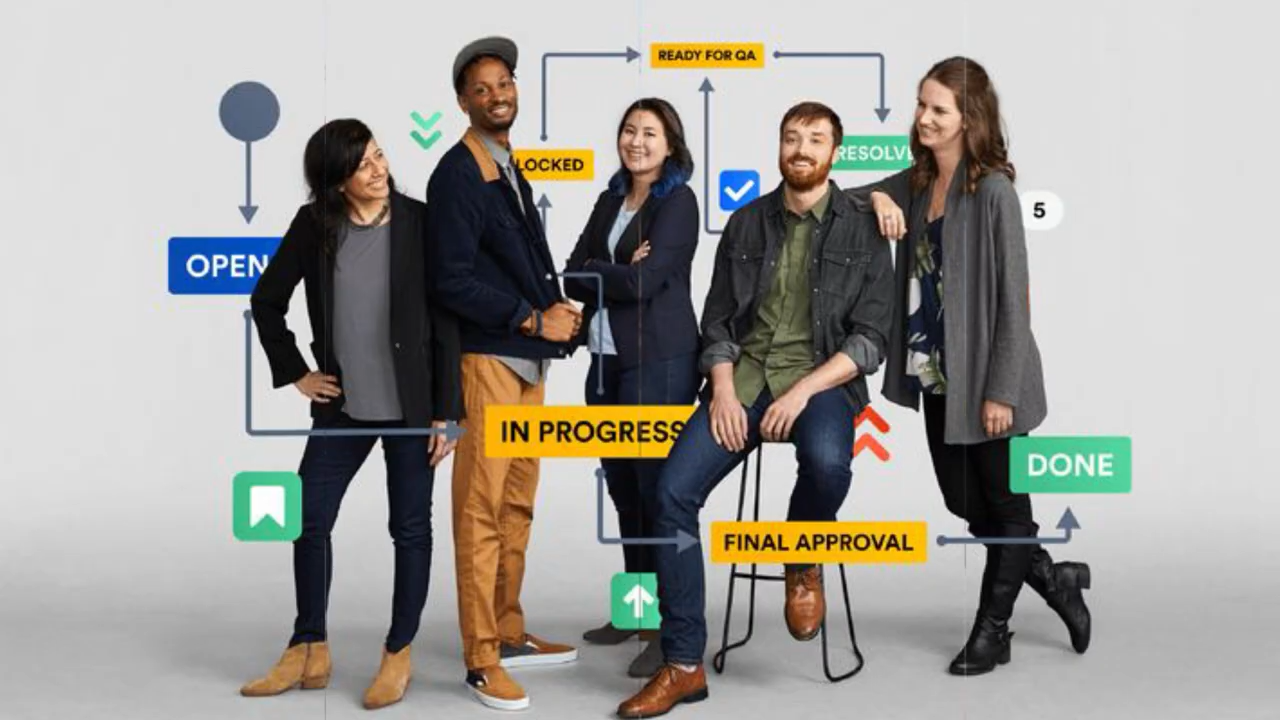 READY FOR QA
LOCKED
RESOLV
5
OPEN
IN PROGRESS
DONE
FINAL APPROVAL